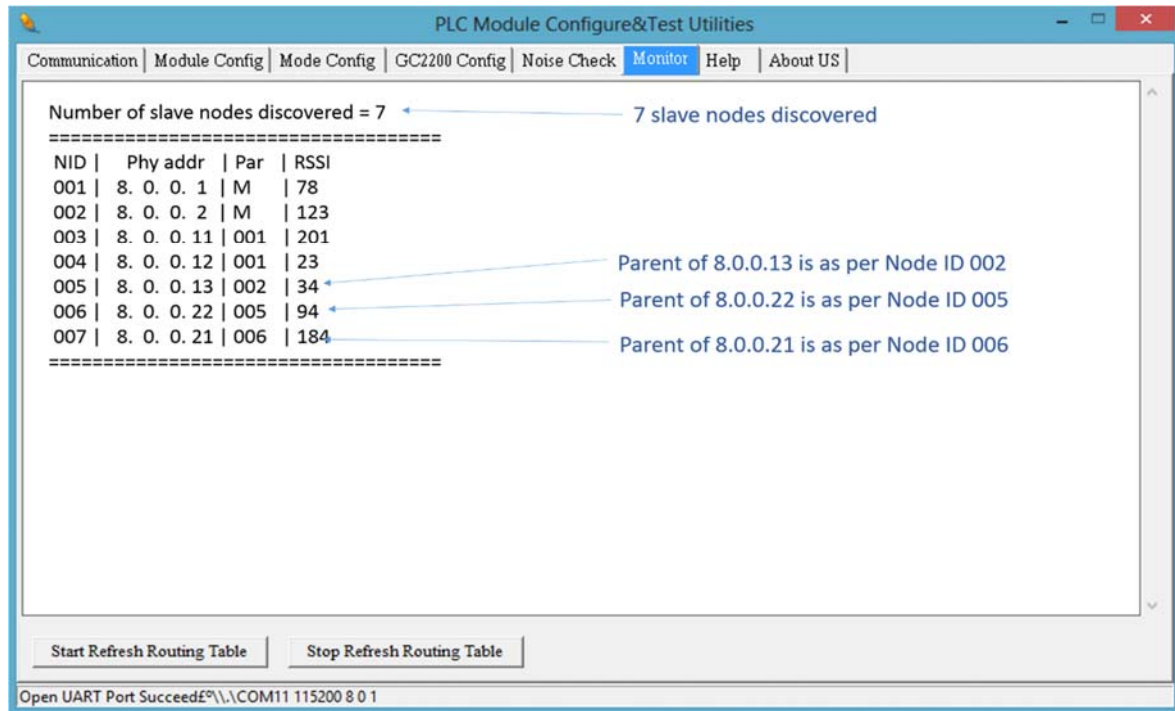 PLC Module Configure&Test Utilities
Communication | Module Config | Mode Config | GC2200 Config | Noise Check | Monitor | Help | About US
Number of slave nodes discovered = 7
7 slave nodes discovered
====================================
NID | Phy addr | Par | RSSI
001 | 8. 0. 0. 1 | M | 78
002 | 8. 0. 0. 2 | M | 123
003 | 8. 0. 0. 11 | 001 | 201
004 | 8. 0. 0. 12 | 001 | 23
Parent of 8.0.0.13 is as per Node ID 002
005 | 8. 0. 0. 13 | 002 | 34
006 | 8. 0. 0. 22 | 005 | 94
Parent of 8.0.0.22 is as per Node ID 005
007 | 8. 0. 0. 21 | 006 | 184
Parent of 8.0.0.21 is as per Node ID 006
====================================
Start Refresh Routing Table
Stop Refresh Routing Table
Open UART Port Succeed£º\\.\COM11 115200 8 0 1